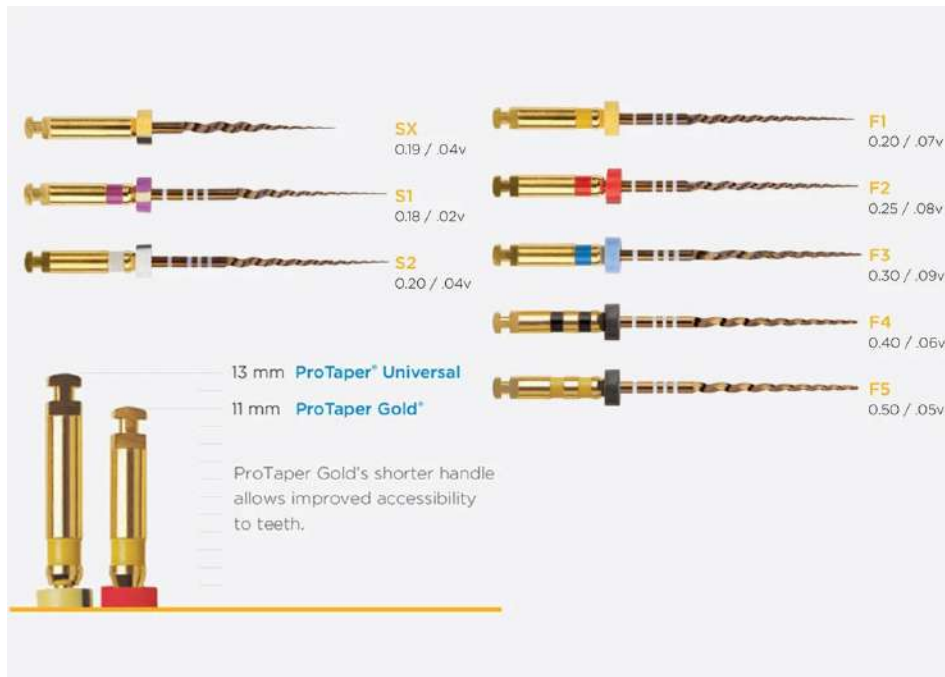 SX
0.19 / .04v
S1
0.18 / .02v
S2
0.20 / .04v
F1
0.20 / .07v
F2
0.25 / .08v
F3
0.30 / .09v
F4
0.40 / .06v
F5
0.50 / .05v
13 mm ProTaper® Universal
11 mm ProTaper Gold®
ProTaper Gold's shorter handle
allows improved accessibility
to teeth.